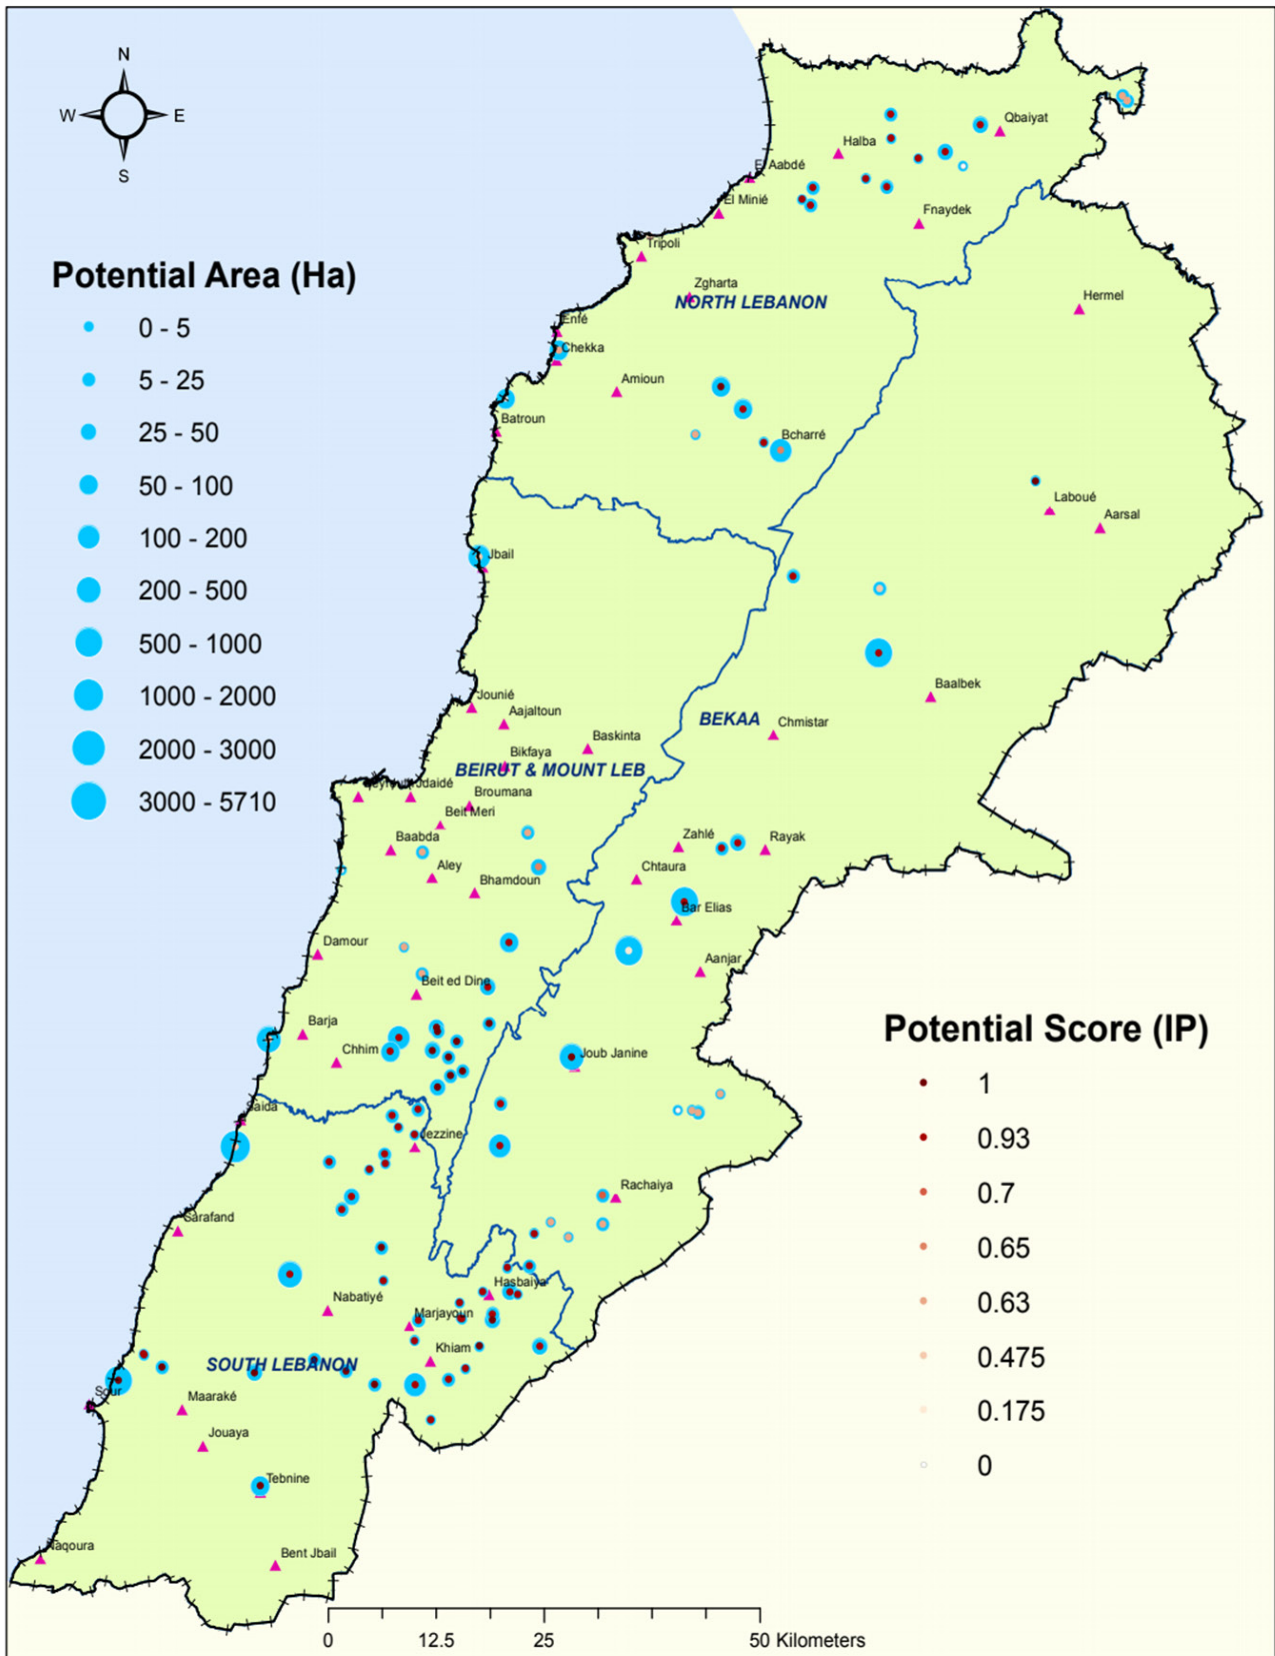 N
W
E
S
Qbaiyat
Halba
El Minié
Fnaydek
Tripoli
Zgharta
NORTH LEBANON
Hermel
Potential Area (Ha)
0 - 5
5 - 25
25 - 50
50 - 100
100 - 200
200 - 500
500 - 1000
1000 - 2000
2000 - 3000
3000 - 5710
Enfé
Chekka
Amioun
Batroun
Bcharré
Laboué
Aarsal
Jbail
Baalbek
Jounié
Aajaltoun
BEKAA
Chmistar
Baskinta
Bikfaya
BEIRUT & MOUNT LEB
Jdaidé
Broumana
Beit Meri
Baabda
Zahlé
Rayak
Aley
Chtaura
Bhamdoun
Bar Elias
Damour
Aanjar
Beit ed Dine
Barja
Chhim
Joub Janine
Potential Score (IP)
1
0.93
0.7
0.65
0.63
0.475
0.175
0
Saida
Jezzine
Rachaiya
Sarafand
Hasbaiya
Nabatiyé
Marjayoun
Khiam
SOUTH LEBANON
Sour
Maaraké
Jouaya
Tebnine
Naqoura
Bent Jbail
0
12.5
25
50 Kilometers